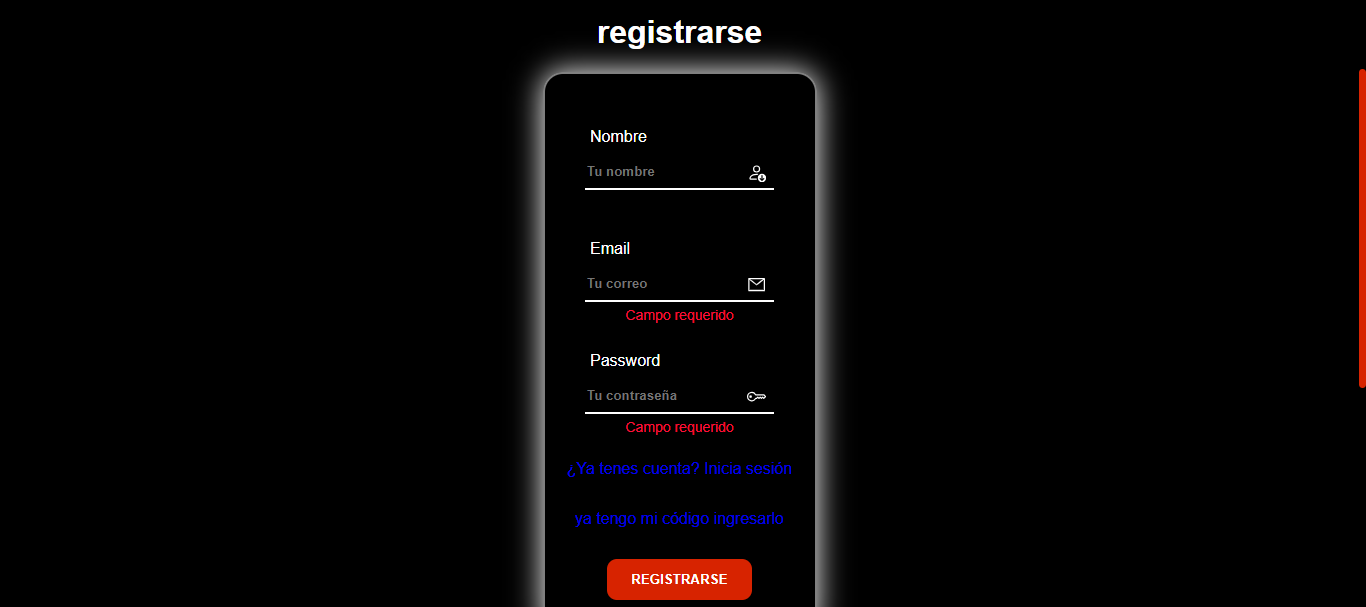 registrarse
Nombre
Tu nombre
Email
Tu correo
Campo requerido
Password
Tu contraseña
Campo requerido
¿Ya tenes cuenta? Inicia sesión
ya tengo mi código ingresarlo
REGISTRARSE